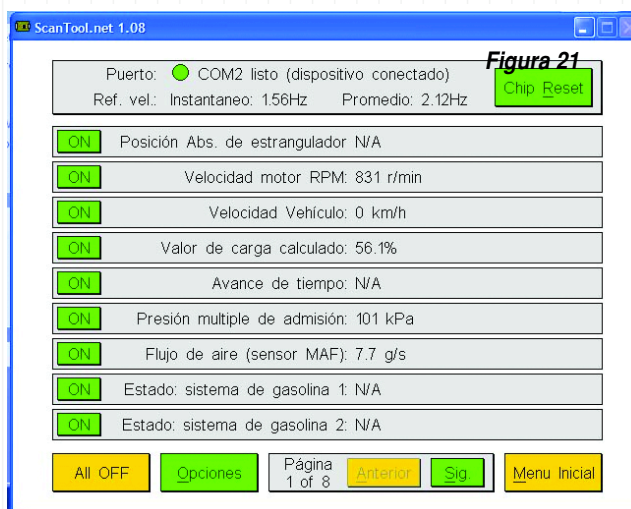 ScanTool.net 1.08
Figura 21
Puerto: COM2 listo (dispositivo conectado)
Ref. vel.: Instantaneo: 1.56Hz Promedio: 2.12Hz
Chip Reset
ON Posición Abs. de estrangulador N/A
ON Velocidad motor RPM: 831 r/min
ON Velocidad Vehículo: 0 km/h
ON Valor de carga calculado: 56.1%
ON Avance de tiempo: N/A
ON Presión multiple de admisión: 101 kPa
ON Flujo de aire (sensor MAF): 7.7 g/s
ON Estado: sistema de gasolina 1: N/A
ON Estado: sistema de gasolina 2: N/A
All OFF Opciones Página 1 of 8 Anterior Sig. Menu Inicial